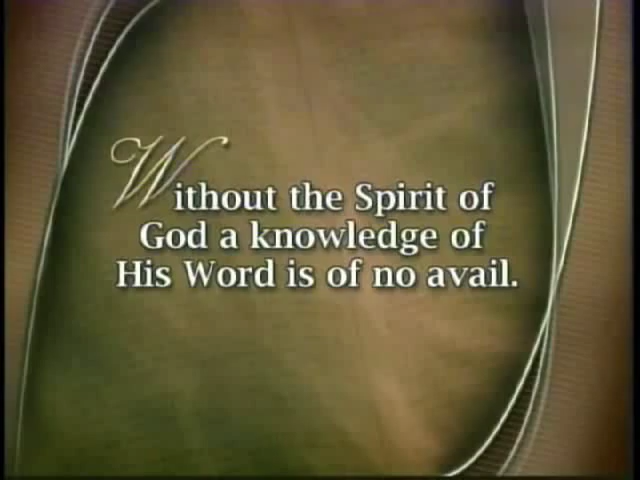 Without the Spirit of
God a knowledge of
His Word is of no avail.